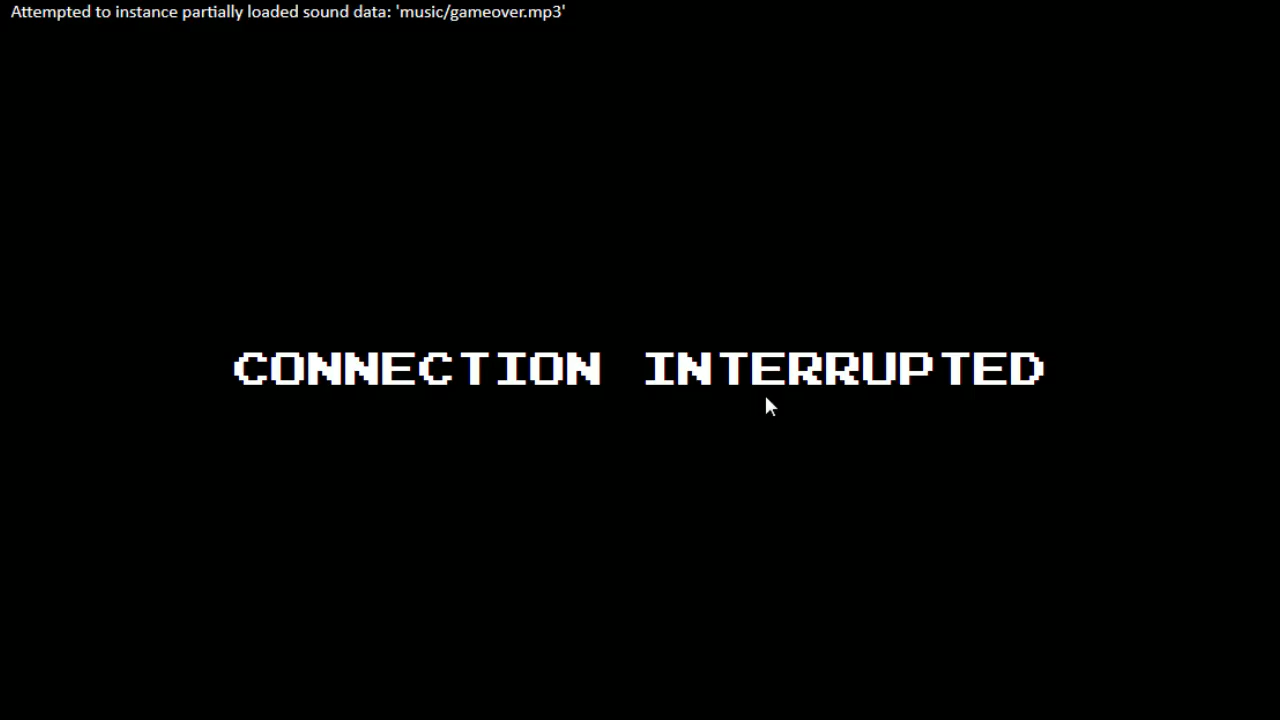 Attempted to instance partially loaded sound data: 'music/gameover.mp3'
CONNECTION INTERRUPTED